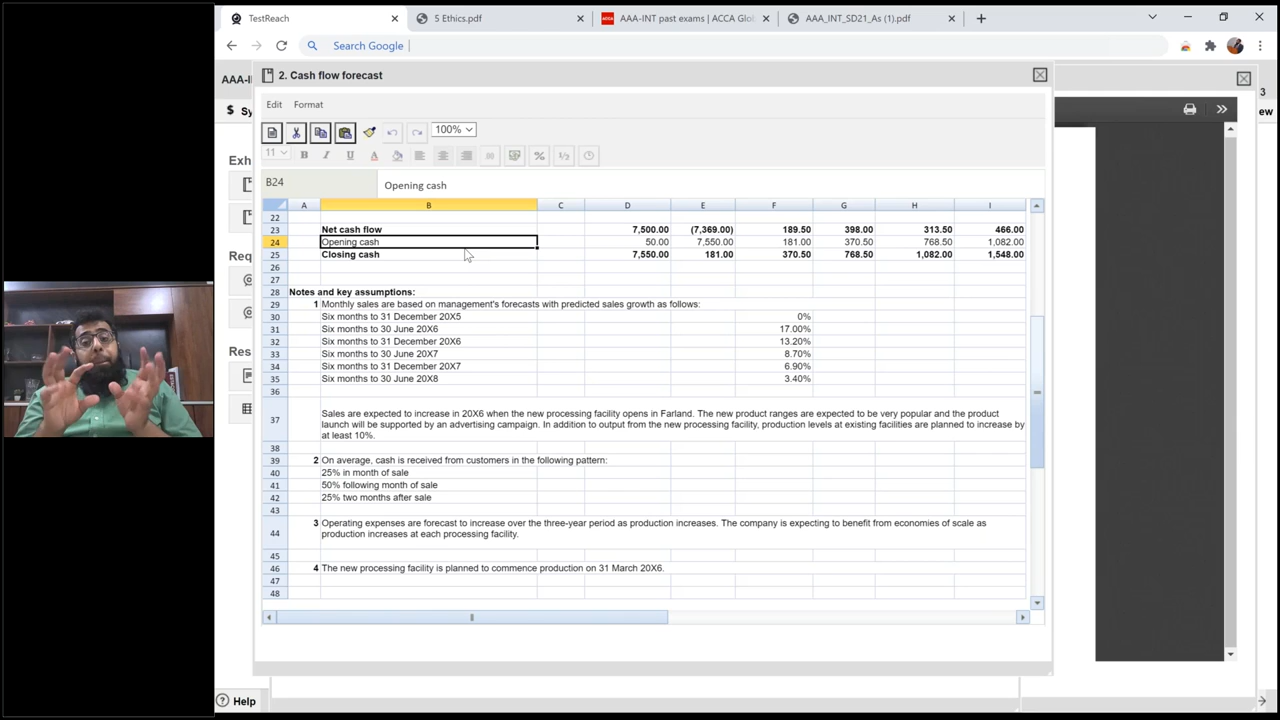 TestReach
5 Ethics.pdf
AAA-INT past exams | ACCA Glo
AAA_INT_SD21_As (1).pdf
Search Google
AAA-I
2. Cash flow forecast
3
$ Sy
ew
Edit Format
100%
11 B I U A % 1/2
Exh
Req
Res
B24 Opening cash
A B C D E F G H I
22
23 Net cash flow 7,500.00 (7,369.00) 189.50 398.00 313.50 466.00
24 Opening cash 50.00 7,550.00 181.00 370.50 768.50 1,082.00
25 Closing cash 7,550.00 181.00 370.50 768.50 1,082.00 1,548.00
26
27
28 Notes and key assumptions:
29 1 Monthly sales are based on management's forecasts with predicted sales growth as follows:
30 Six months to 31 December 20X5 0%
31 Six months to 30 June 20X6 17.00%
32 Six months to 31 December 20X6 13.20%
33 Six months to 30 June 20X7 8.70%
34 Six months to 31 December 20X7 6.90%
35 Six months to 30 June 20X8 3.40%
36
Sales are expected to increase in 20X6 when the new processing facility opens in Farland. The new product ranges are expected to be very popular and the product
37 launch will be supported by an advertising campaign. In addition to output from the new processing facility, production levels at existing facilities are planned to increase by
at least 10%.
38
39 2 On average, cash is received from customers in the following pattern:
40 25% in month of sale
41 50% following month of sale
42 25% two months after sale
43
3 Operating expenses are forecast to increase over the three-year period as production increases. The company is expecting to benefit from economies of scale as
44 production increases at each processing facility.
45
46 4 The new processing facility is planned to commence production on 31 March 20X6.
47
48
Help